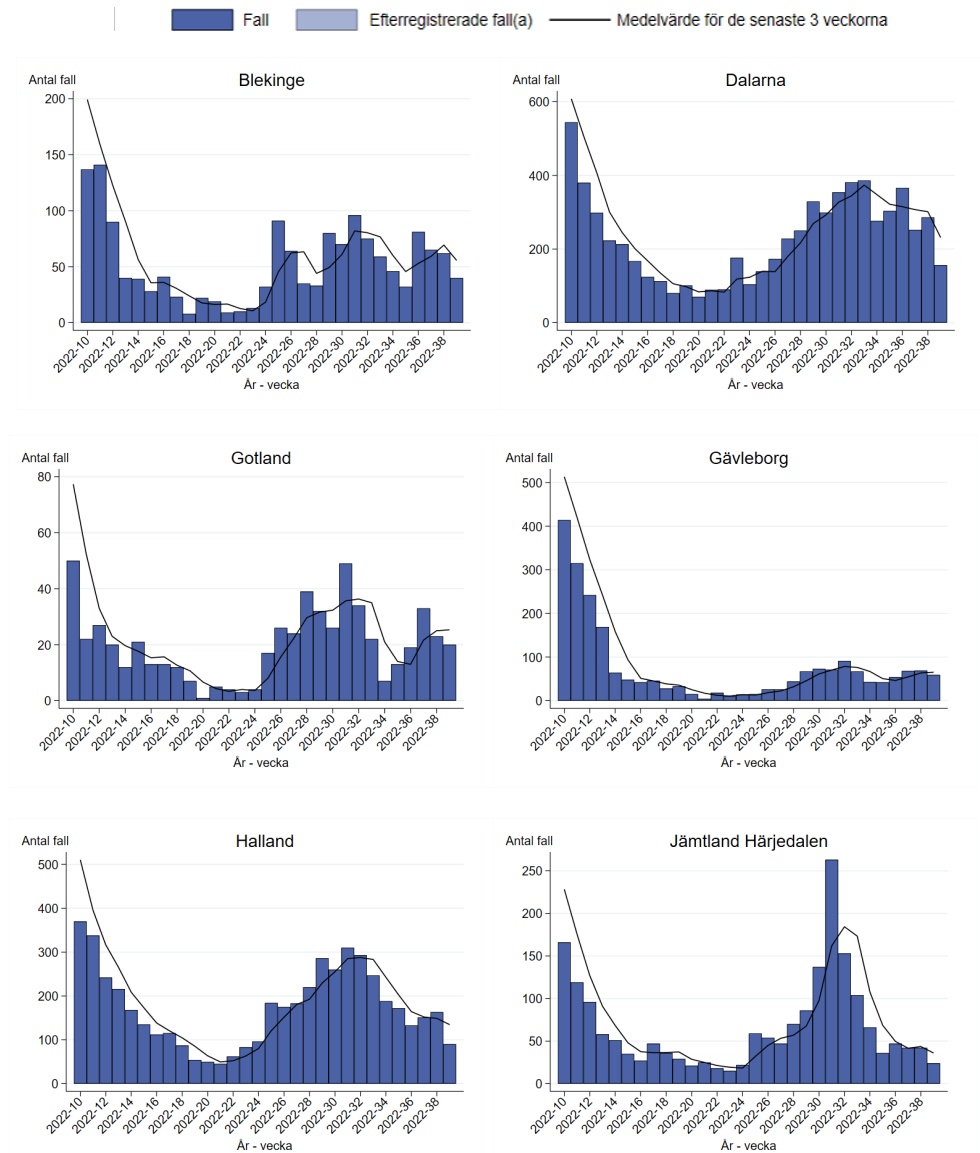 Fall Efterregistrerade fall(a) Medelvärde för de senaste 3 veckorna
Antal fall
Blekinge
200
150
100
50
0
2022-10 2022-12 2022-14 2022-16 2022-18 2022-20 2022-22 2022-24 2022-26 2022-28 2022-30 2022-32 2022-34 2022-36 2022-38
År - vecka
Antal fall
Dalarna
600
400
200
0
2022-10 2022-12 2022-14 2022-16 2022-18 2022-20 2022-22 2022-24 2022-26 2022-28 2022-30 2022-32 2022-34 2022-36 2022-38
År - vecka
Antal fall
Gotland
80
60
40
20
0
2022-10 2022-12 2022-14 2022-16 2022-18 2022-20 2022-22 2022-24 2022-26 2022-28 2022-30 2022-32 2022-34 2022-36 2022-38
År - vecka
Antal fall
Gävleborg
500
400
300
200
100
0
2022-10 2022-12 2022-14 2022-16 2022-18 2022-20 2022-22 2022-24 2022-26 2022-28 2022-30 2022-32 2022-34 2022-36 2022-38
År - vecka
Antal fall
Halland
500
400
300
200
100
0
2022-10 2022-12 2022-14 2022-16 2022-18 2022-20 2022-22 2022-24 2022-26 2022-28 2022-30 2022-32 2022-34 2022-36 2022-38
År - vecka
Antal fall
Jämtland Härjedalen
250
200
150
100
50
0
2022-10 2022-12 2022-14 2022-16 2022-18 2022-20 2022-22 2022-24 2022-26 2022-28 2022-30 2022-32 2022-34 2022-36 2022-38
År - vecka